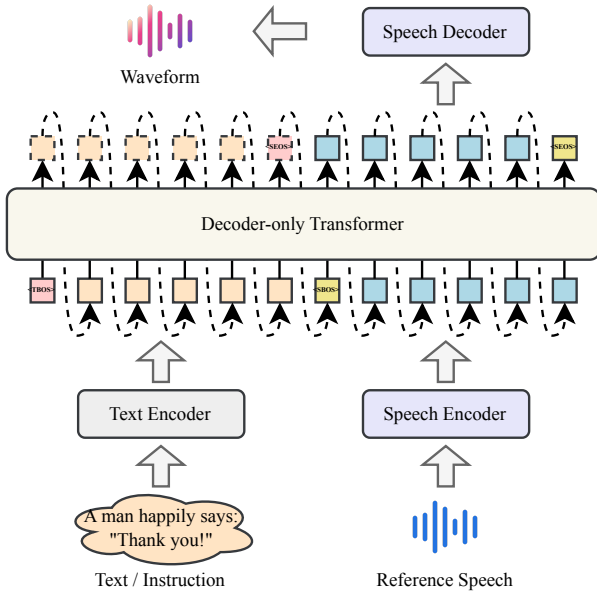 Speech Decoder
Waveform
<SEOS>
<SEOS>
Decoder-only Transformer
<TBOS>
<SBOS>
Text Encoder
Speech Encoder
A man happily says:
"Thank you!"
Text / Instruction
Reference Speech